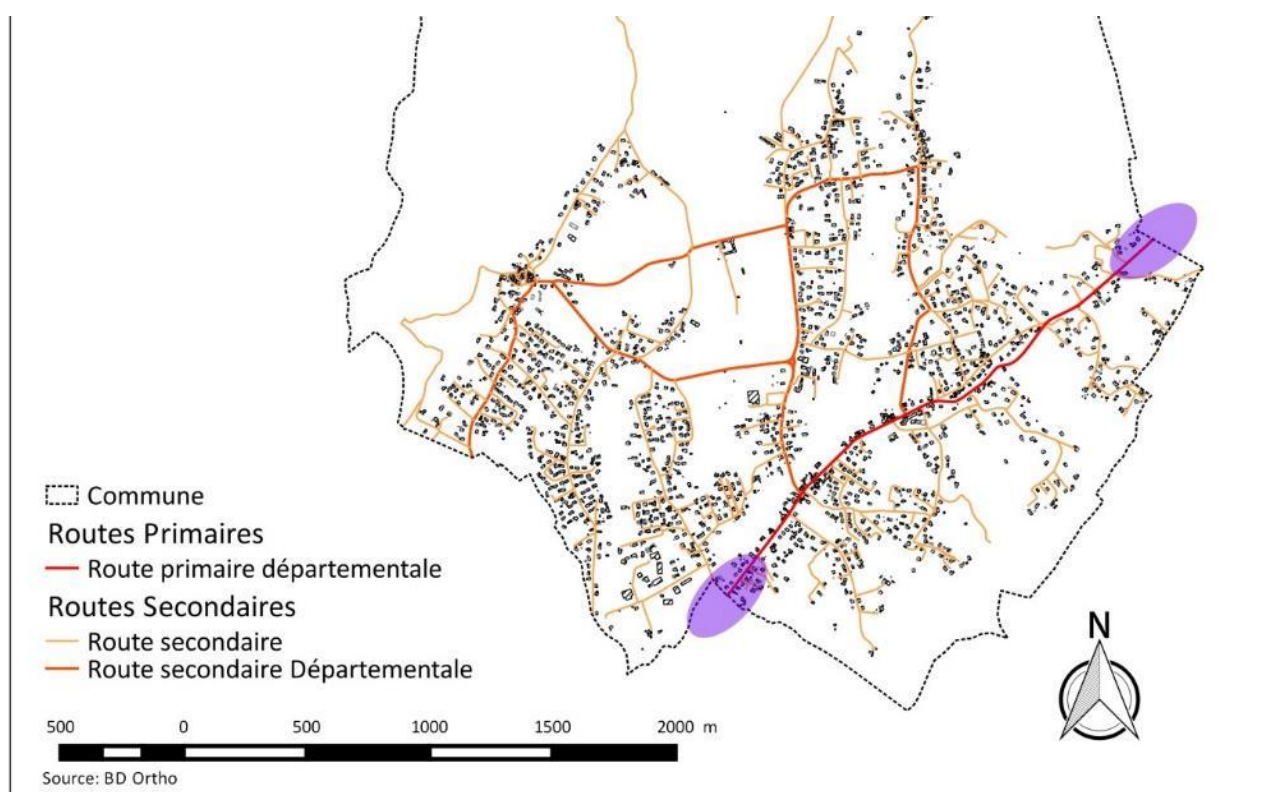 Commune
Routes Primaires
Route primaire départementale
Routes Secondaires
Route secondaire
Route secondaire Départementale
N
500 0 500 1000 1500 2000 m
Source: BD Ortho